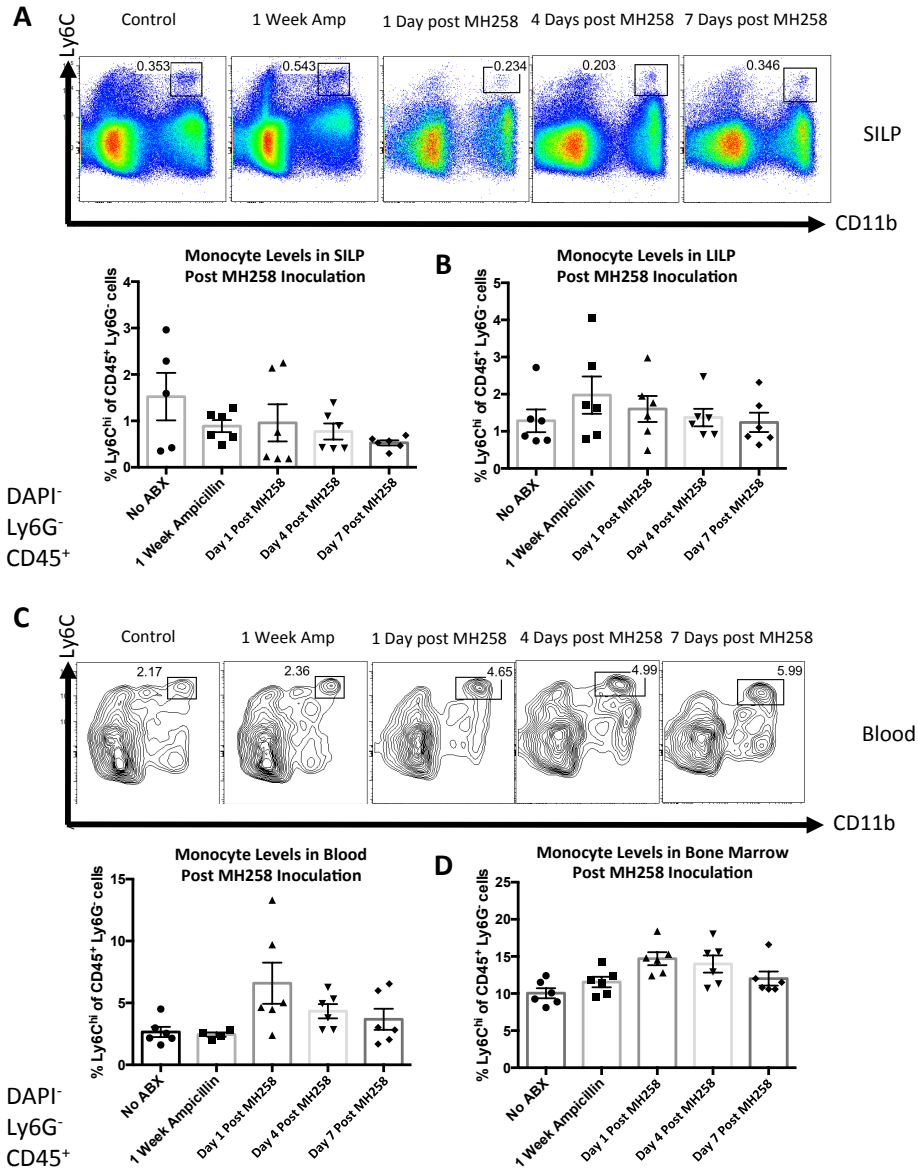 A
Ly6C
Control
1 Week Amp
1 Day Post MH258
4 Days post MH258
7 Days post MH258
0.353
0.543
0.234
0.203
0.346
SILP
CD11b
Monocyte Levels in SILP
Post MH258 Inoculation
% Ly6Chi of CD45+ Ly6G- cells
4
3
2
1
0
No ABX
1 Week Ampicillin
Day 1 Post MH258
Day 4 Post MH258
Day 7 Post MH258
B
Monocyte Levels in LILP
Post MH258 Inoculation
% Ly6Chi of CD45+ Ly6G- cells
5
4
3
2
1
0
No ABX
1 Week Ampicillin
Day 1 Post MH258
Day 4 Post MH258
Day 7 Post MH258
DAPI-
Ly6G-
CD45+
C
Ly6C
Control
1 Week Amp
1 Day post MH258
4 Days post MH258
7 Days post MH258
2.17
2.36
4.65
4.99
5.99
Blood
CD11b
Monocyte Levels in Blood
Post MH258 Inoculation
% Ly6Chi of CD45+ Ly6G- cells
15
10
5
0
No ABX
1 Week Ampicillin
Day 1 Post MH258
Day 4 Post MH258
Day 7 Post MH258
D
Monocyte Levels in Bone Marrow
Post MH258 Inoculation
% Ly6Chi of CD45+ Ly6G- cells
25
20
15
10
5
0
No ABX
1 Week Ampicillin
Day 1 Post MH258
Day 4 Post MH258
Day 7 Post MH258
DAPI-
Ly6G-
CD45+